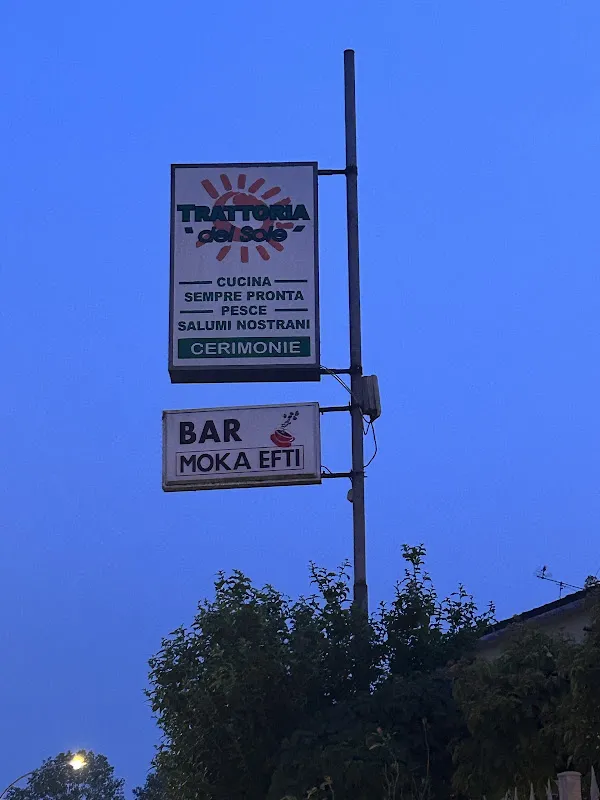 TRATTORIA
"del Sole"
CUCINA
SEMPRE PRONTA
PESCE
SALUMI NOSTRANI
CERIMONIE
BAR
MOKA EFTI